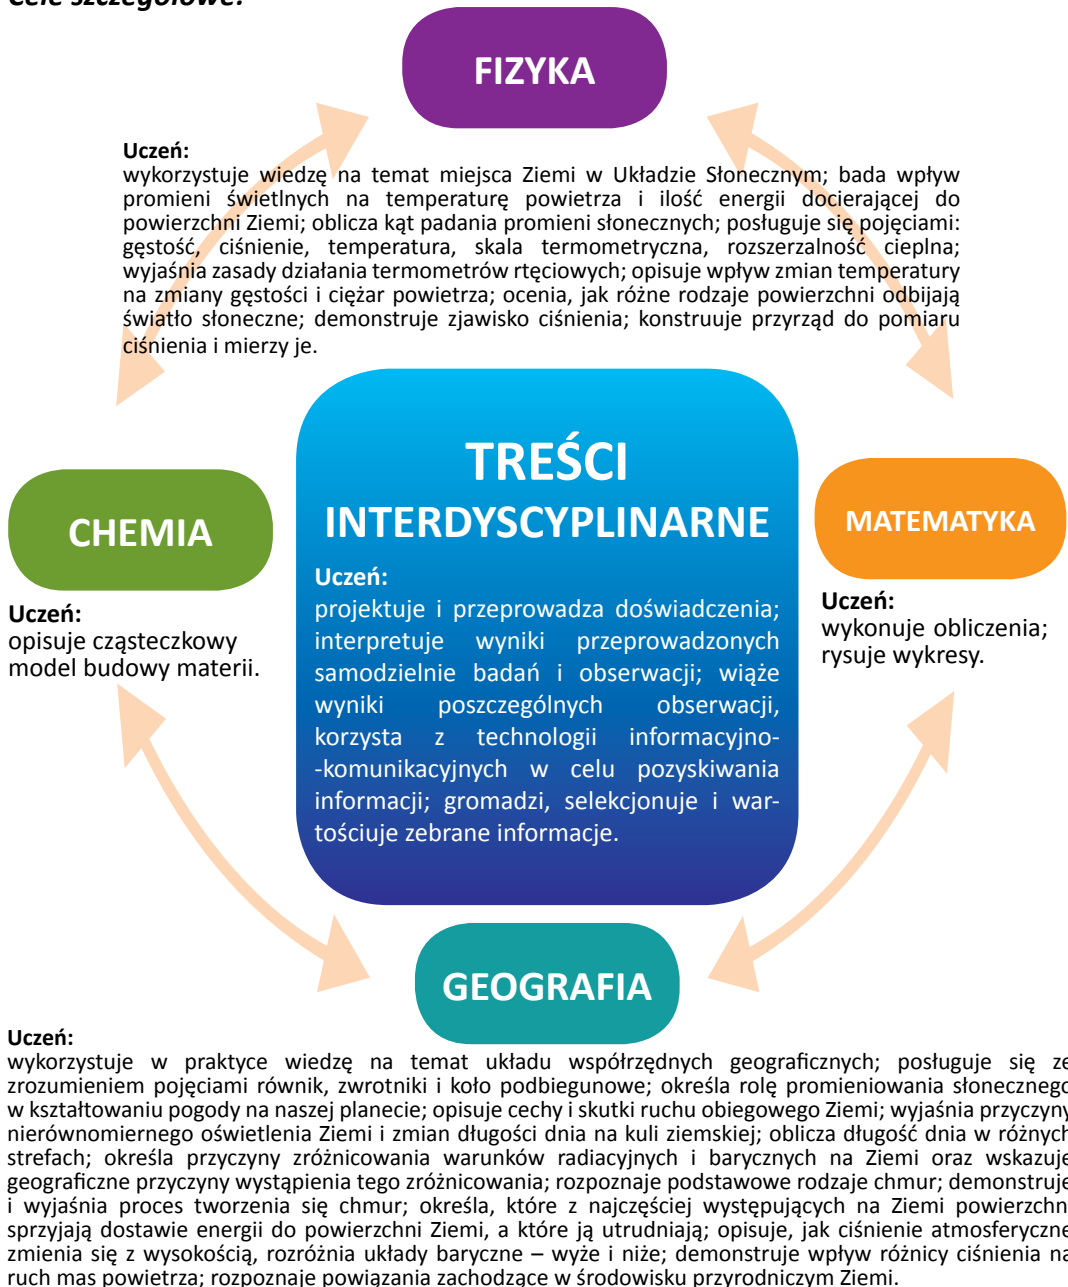 Cele szczegółowe:
FIZYKA
Uczeń:
wykorzystuje wiedzę na temat miejsca Ziemi w Układzie Słonecznym; bada wpływ
promieni świetlnych na temperaturę powietrza i ilość energii docierającej do
powierzchni Ziemi; oblicza kąt padania promieni słonecznych; posługuje się pojęciami:
gęstość, ciśnienie, temperatura, skala termometryczna, rozszerzalność cieplna;
wyjaśnia zasady działania termometrów rtęciowych; opisuje wpływ zmian temperatury
na zmiany gęstości i ciężar powietrza; ocenia, jak różne rodzaje powierzchni odbijają
światło słoneczne; demonstruje zjawisko ciśnienia; konstruuje przyrząd do pomiaru
ciśnienia i mierzy je.
TREŚCI
INTERDYSCYPLINARNE
Uczeń:
projektuje i przeprowadza doświadczenia;
interpretuje wyniki przeprowadzonych
samodzielnie badań i obserwacji; wiąże
wyniki poszczególnych obserwacji,
korzysta z technologii informacyjno-
-komunikacyjnych w celu pozyskiwania
informacji; gromadzi, selekcjonuje i war-
tościuje zebrane informacje.
CHEMIA
Uczeń:
opisuje cząsteczkowy
model budowy materii.
MATEMATYKA
Uczeń:
wykonuje obliczenia;
rysuje wykresy.
GEOGRAFIA
Uczeń:
wykorzystuje w praktyce wiedzę na temat układu współrzędnych geograficznych; posługuje się ze
zrozumieniem pojęciami równik, zwrotniki i koło podbiegunowe; określa rolę promieniowania słonecznego
w kształtowaniu pogody na naszej planecie; opisuje cechy i skutki ruchu obiegowego Ziemi; wyjaśnia przyczyny
nierównomiernego oświetlenia Ziemi i zmian długości dnia na kuli ziemskiej; oblicza długość dnia w różnych
strefach; określa przyczyny zróżnicowania warunków radiacyjnych i barycznych na Ziemi oraz wskazuje
geograficzne przyczyny wystąpienia tego zróżnicowania; rozpoznaje podstawowe rodzaje chmur; demonstruje
i wyjaśnia proces tworzenia się chmur; określa, które z najczęściej występujących na Ziemi powierzchni
sprzyjają dostawie energii do powierzchni Ziemi, a które ją utrudniają; opisuje, jak ciśnienie atmosferyczne
zmienia się z wysokością, rozróżnia układy baryczne – wyże i niże; demonstruje wpływ różnicy ciśnienia na
ruch mas powietrza; rozpoznaje powiązania zachodzące w środowisku przyrodniczym Ziemi.